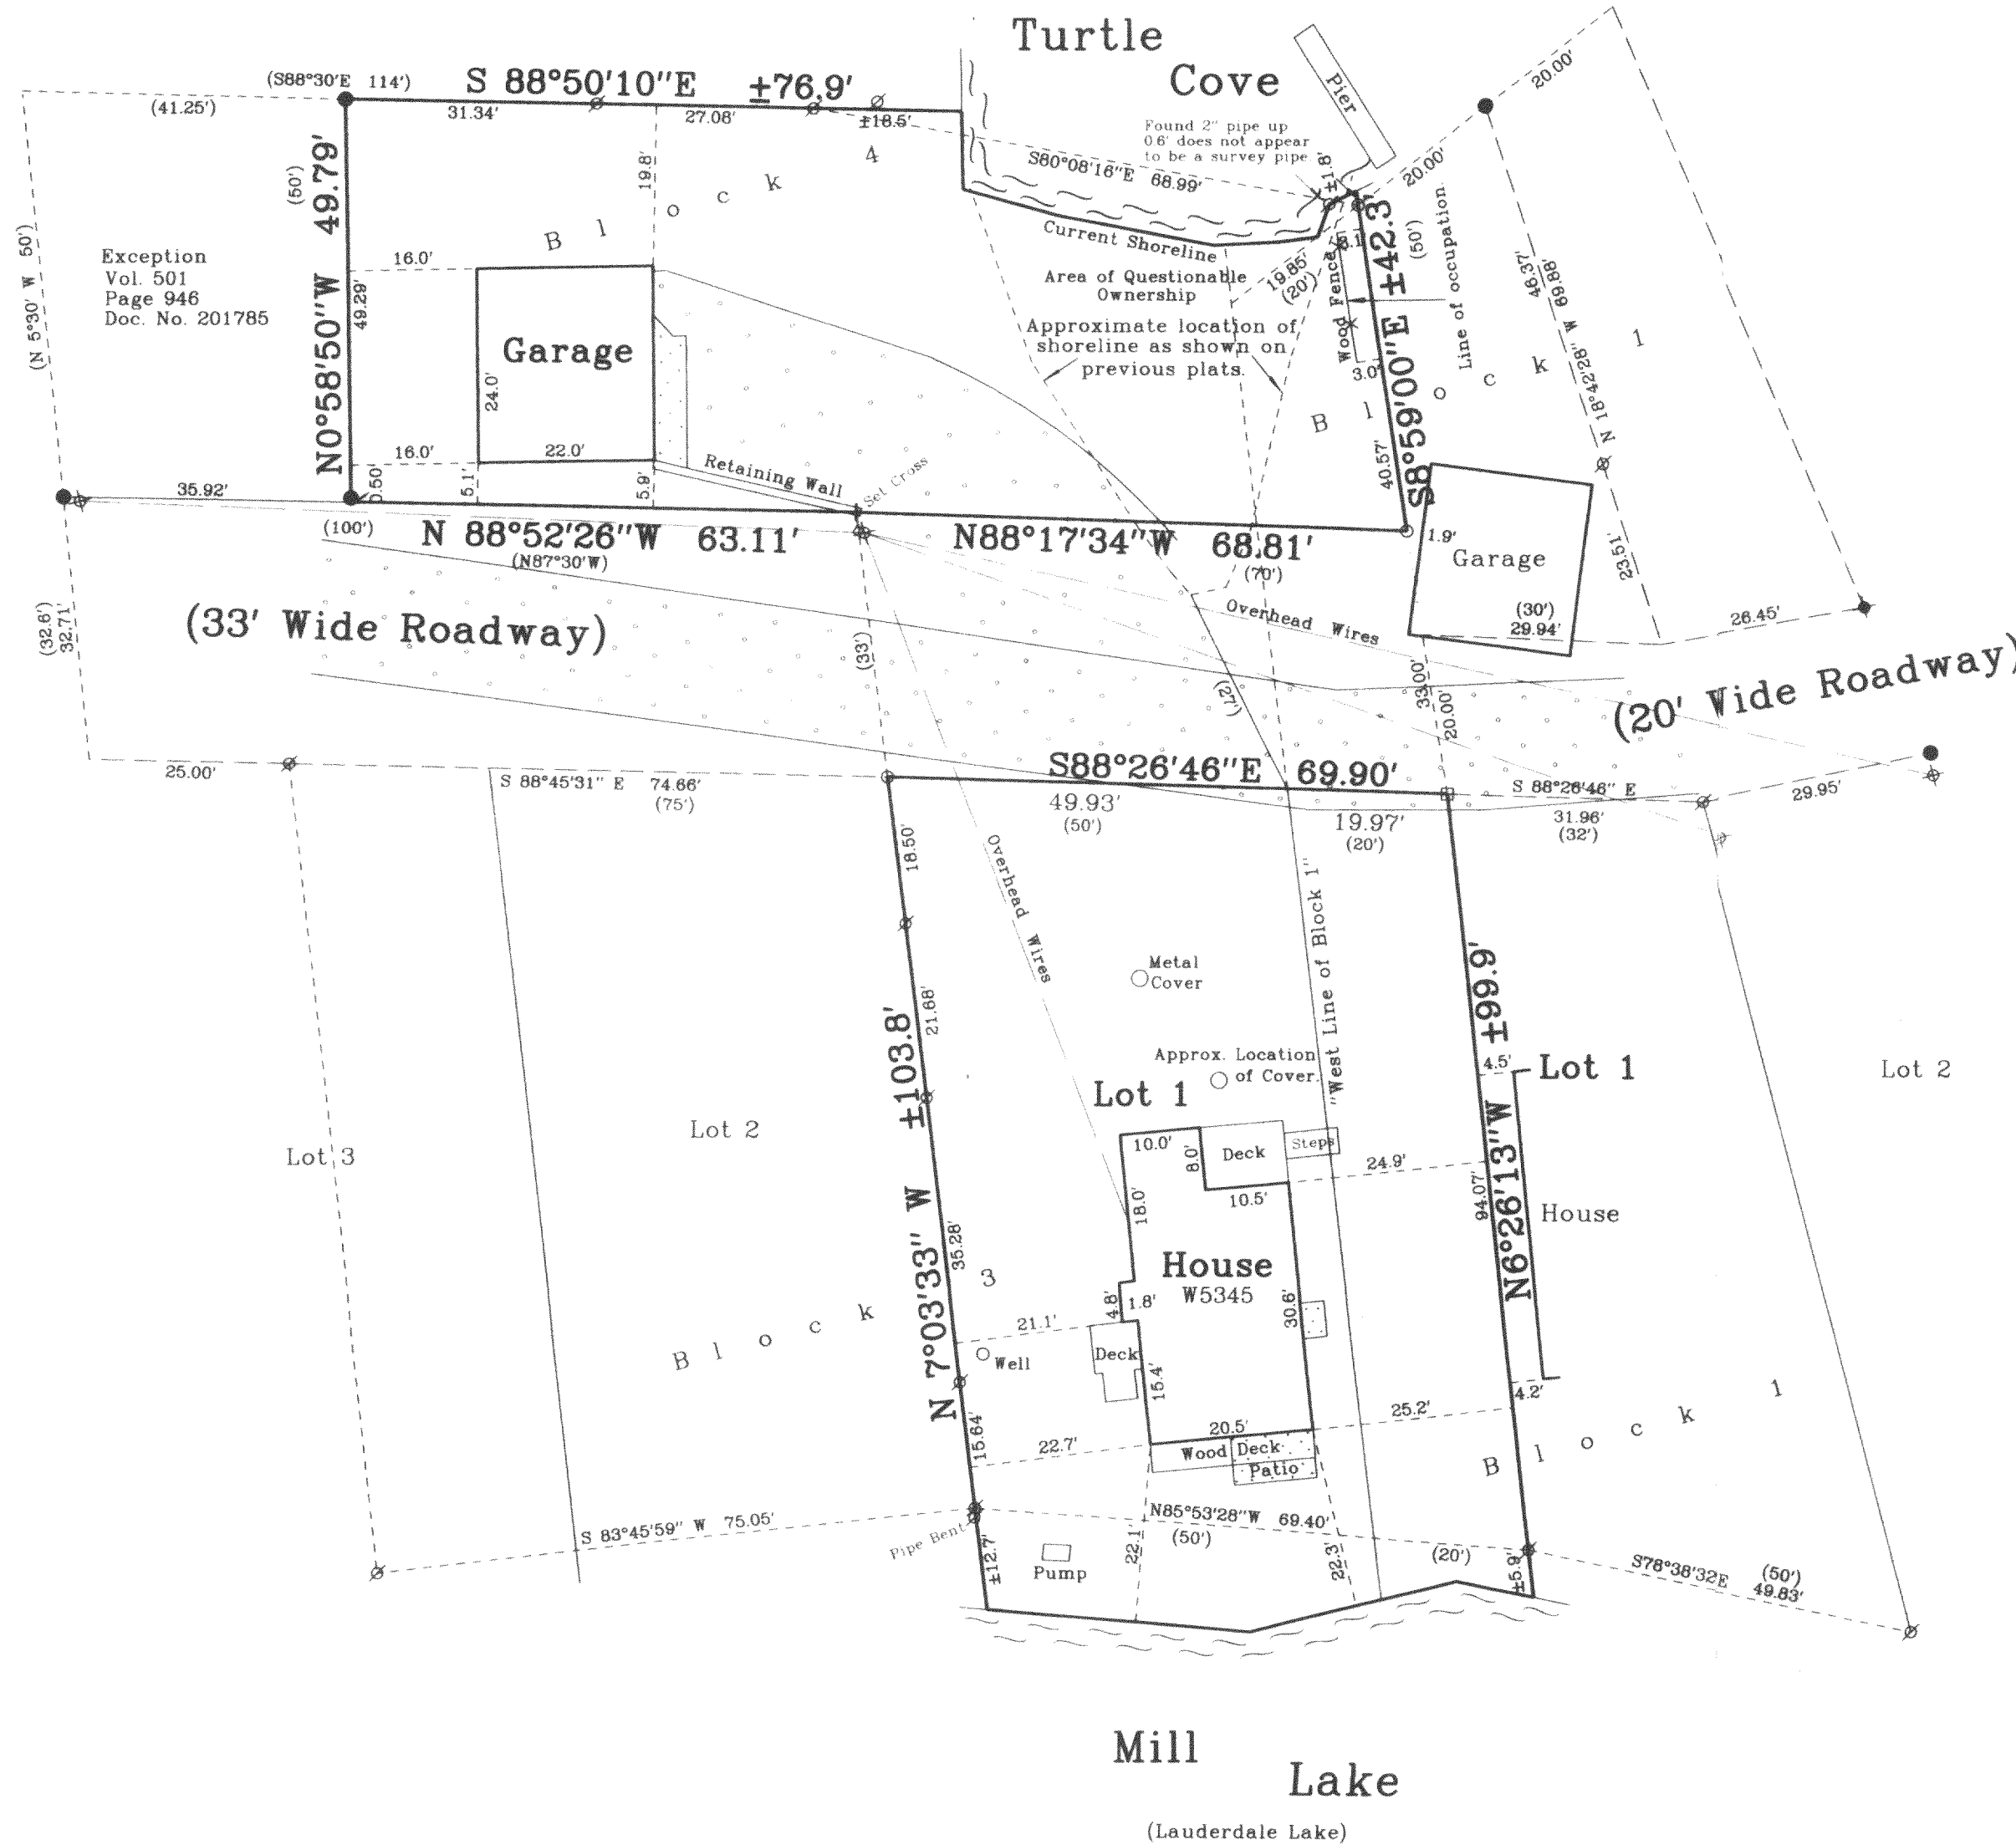 Turtle
Cove
Pier
20.00'
(S88°30'E 114')
S 88°50'10"E ±76.9'
(41.25')
31.34'
27.08'
±18.5'
4
Found 2" pipe up
0.6' does not appear
to be a survey pipe
S80°08'16"E 68.99'
±1.8'
20.00'
(50')
N0°58'50"W 49.79'
19.8'
B l o c k
(N 5°30' W 50')
Exception
Vol. 501
Page 946
Doc. No. 201785
16.0'
49.29'
Current Shoreline
Area of Questionable
Ownership
19.85'
(20')
Wood Fence
S8°59'00"E ±42.3'
(50')
Line of occupation.
46.37'
N 18°42'28" W 69.88'
Garage
24.0'
Approximate location of
shoreline as shown on
previous plats.
3.0'
B l o c k 1
16.0'
22.0'
5.1'
5.9'
0.50'
Retaining Wall
Set Cross
40.57'
35.92'
(100')
N 88°52'26"W 63.11'
(N87°30'W)
N88°17'34"W 68.81'
(70')
1.9'
Garage
23.51'
(30')
29.94'
26.45'
(32.6')
32.71'
(33' Wide Roadway)
(33')
Overhead Wires
(27')
33.00'
20.00'
(20' Wide Roadway)
25.00'
S 88°45'31" E 74.66'
(75')
S88°26'46"E 69.90'
49.93'
(50')
19.97'
(20')
S 88°26'46" E
31.96'
(32')
29.95'
18.50'
Overhead Wires
"West Line of Block 1"
Metal
Cover
21.68'
N 7°03'33" W ±103.8'
N6°26'13"W ±99.9'
Approx. Location
of Cover.
4.5'
Lot 1
Lot 1
Lot 2
Lot 2
Lot 3
10.0'
8.0'
Deck
Steps
24.9'
10.5'
18.0'
94.07'
House
35.28'
House
W5345
3
B l o c k
4.8'
1.8'
30.6'
21.1'
Well
Deck
15.4'
4.2'
25.2'
20.5'
22.7'
15.64'
Wood Deck
Patio
B l o c k 1
S 83°45'59" W 75.05'
Pipe Bent
N85°53'28"W 69.40'
(50')
(20')
±12.7'
Pump
22.1'
22.3'
±5.9'
S78°38'32E
(50')
49.83'
Mill
Lake
(Lauderdale Lake)